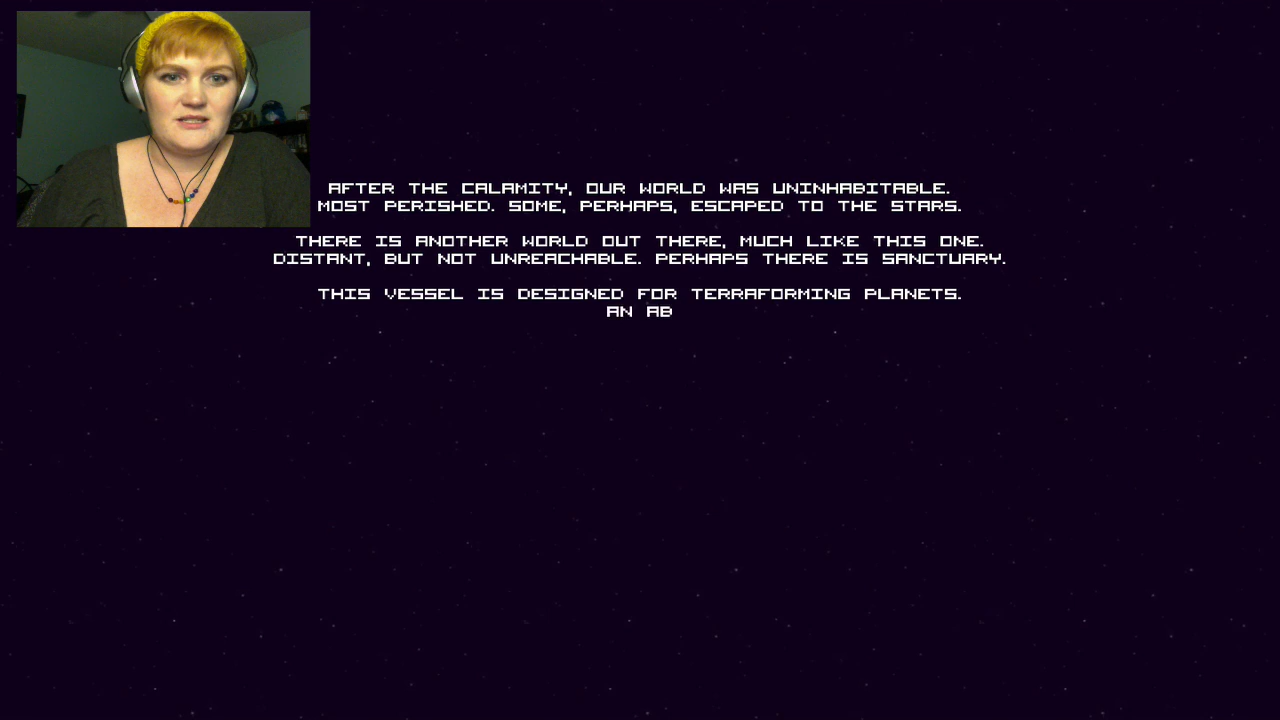 AFTER THE CALAMITY, OUR WORLD WAS UNINHABITABLE.
MOST PERISHED. SOME, PERHAPS, ESCAPED TO THE STARS.
THERE IS ANOTHER WORLD OUT THERE, MUCH LIKE THIS ONE.
DISTANT, BUT NOT UNREACHABLE. PERHAPS THERE IS SANCTUARY.
THIS VESSEL IS DESIGNED FOR TERRAFORMING PLANETS.
AN AB